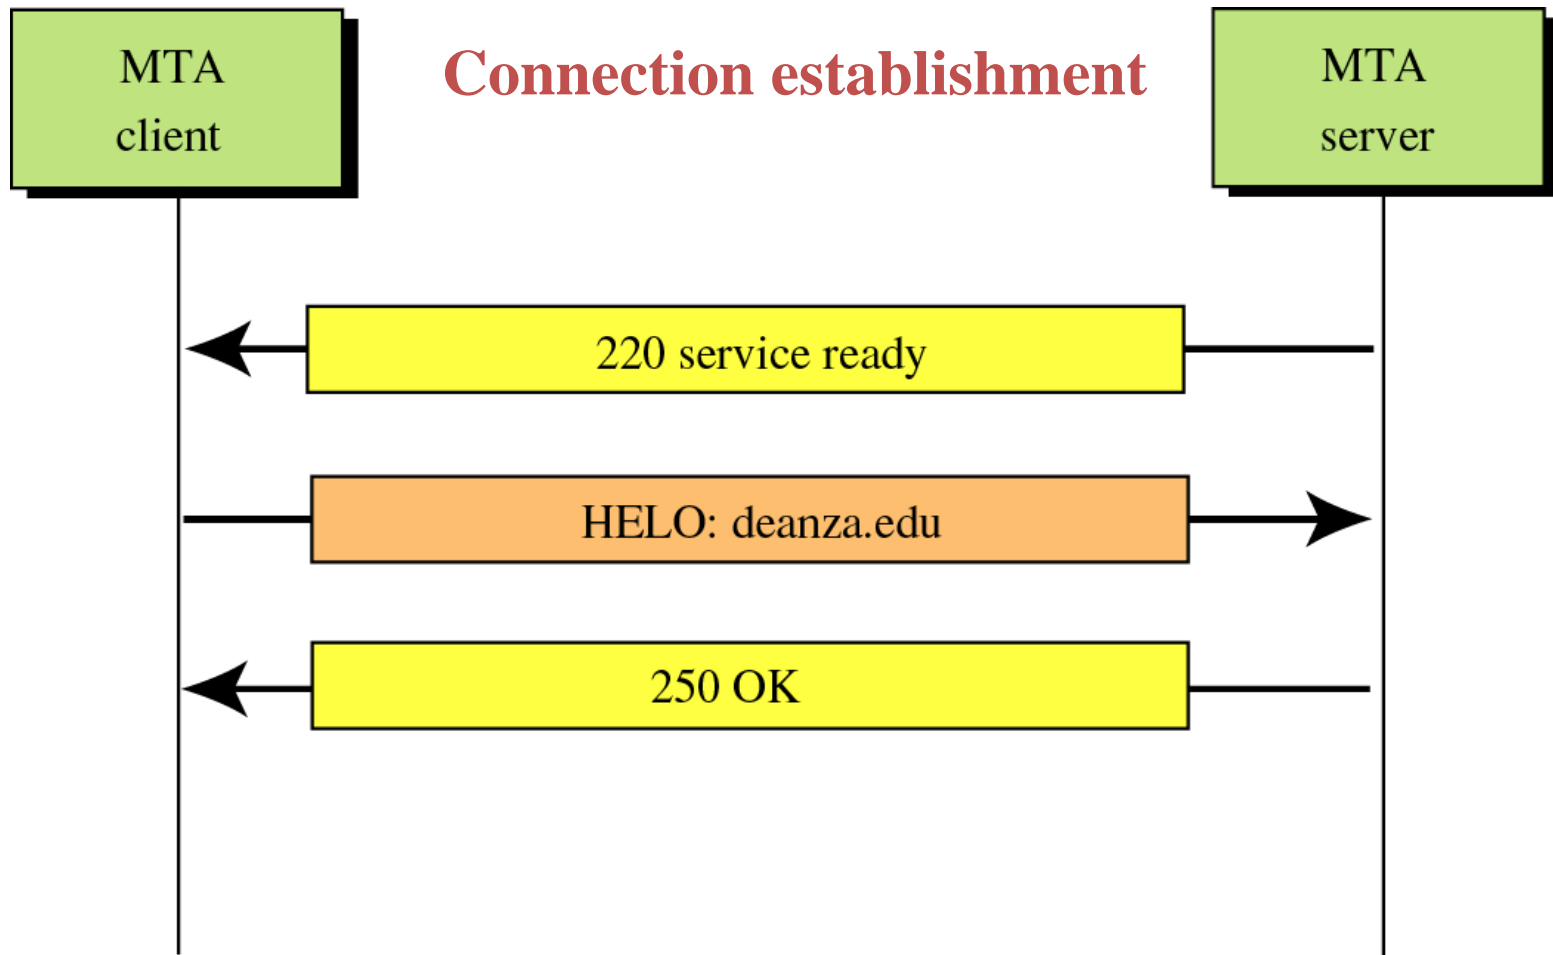 MTA
client
Connection establishment
MTA
server
220 service ready
HELO: deanza.edu
250 OK